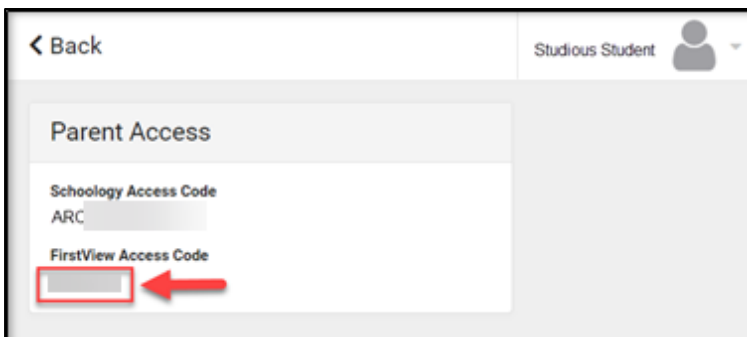 Back
Studious Student
Parent Access
Schoology Access Code
ARC
FirstView Access Code